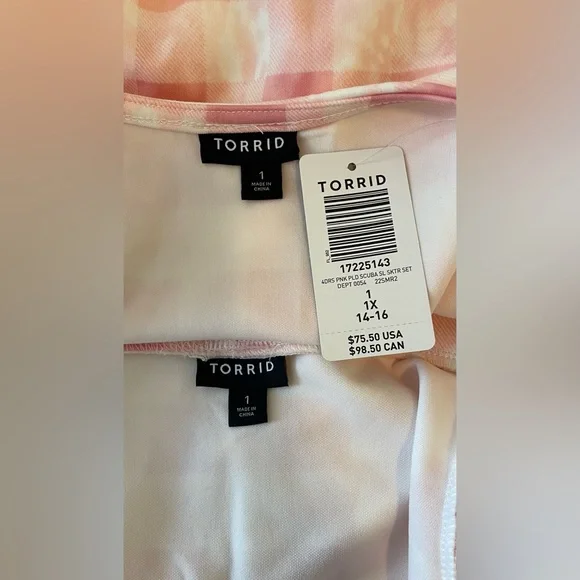 TORRID
1
MADE IN
CHINA
TORRID
17225143
4DRS PNK PLD SCUBA SL SKTR SET
DEPT 0054 22SMR2
1
1X
14-16
$75.50 USA
$98.50 CAN
TORRID
1
MADE IN
CHINA